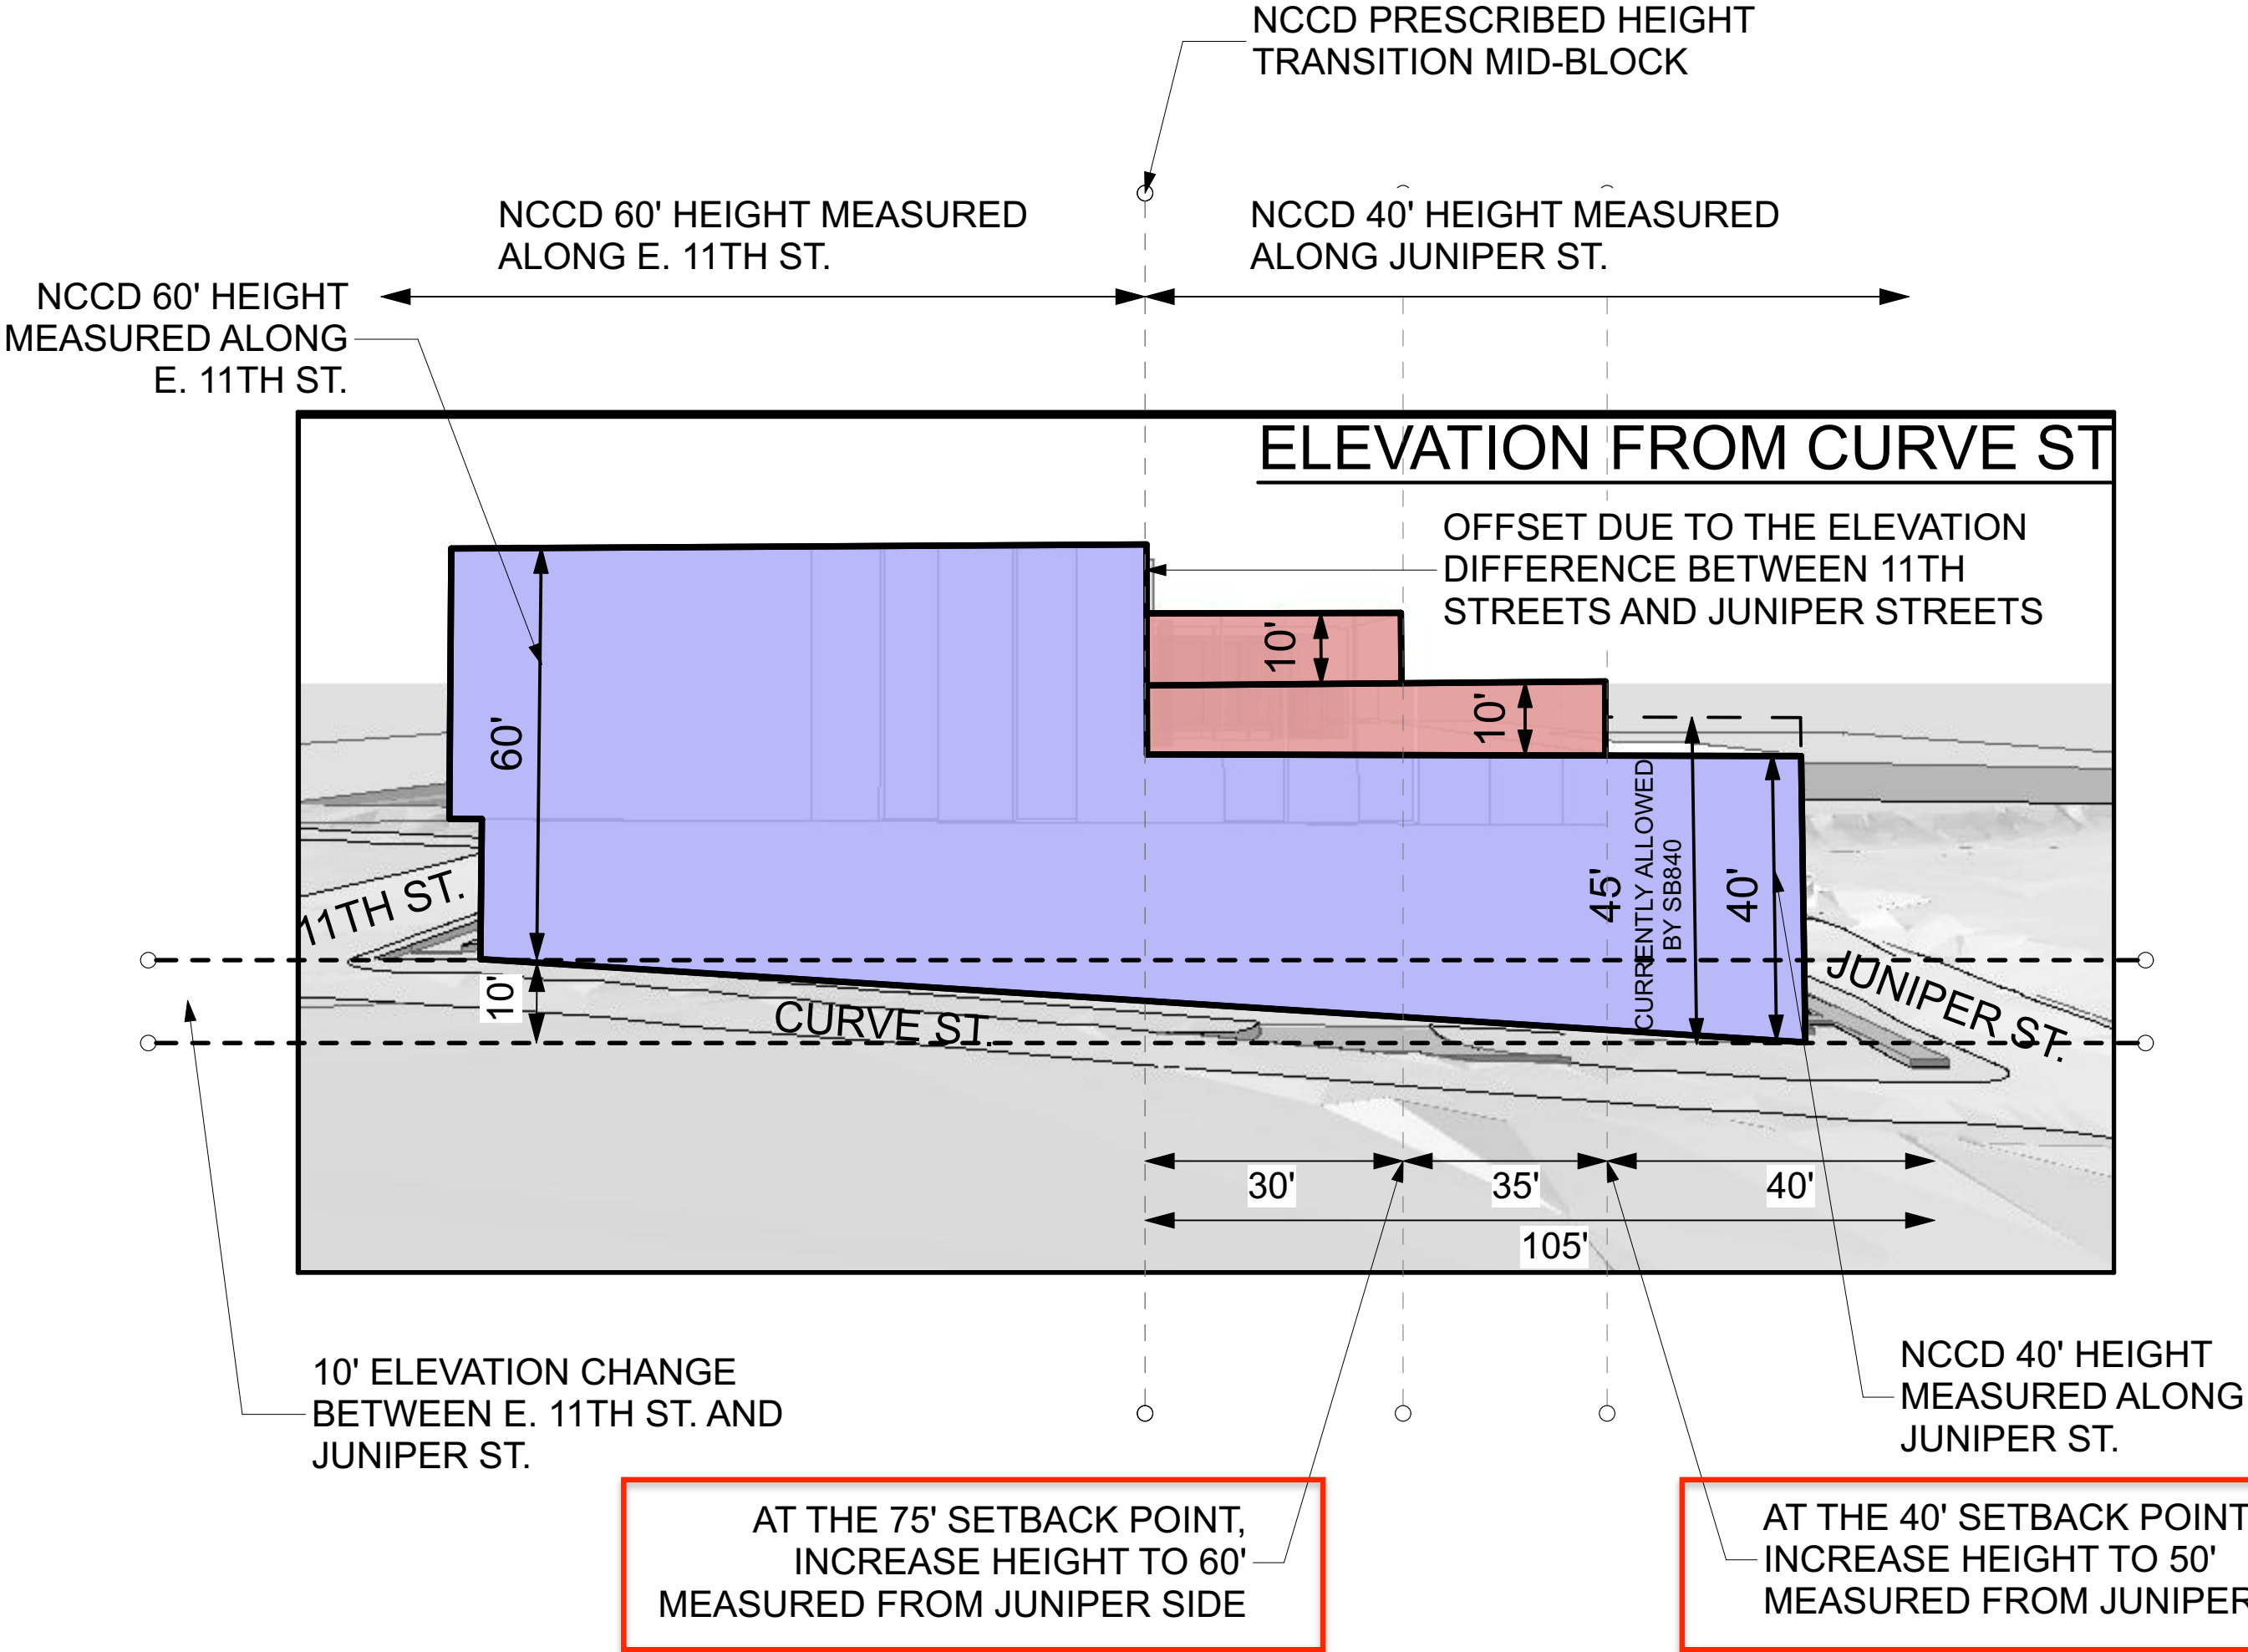 NCCD PRESCRIBED HEIGHT
TRANSITION MID-BLOCK
NCCD 60' HEIGHT MEASURED
ALONG E. 11TH ST.
NCCD 40' HEIGHT MEASURED
ALONG JUNIPER ST.
NCCD 60' HEIGHT
MEASURED ALONG
E. 11TH ST.
ELEVATION FROM CURVE ST
OFFSET DUE TO THE ELEVATION
DIFFERENCE BETWEEN 11TH
STREETS AND JUNIPER STREETS
10'
10'
60'
45'
CURRENTLY ALLOWED
BY SB840
40'
11TH ST.
10'
CURVE ST.
JUNIPER ST.
30'
35'
40'
105'
10' ELEVATION CHANGE
BETWEEN E. 11TH ST. AND
JUNIPER ST.
NCCD 40' HEIGHT
MEASURED ALONG
JUNIPER ST.
AT THE 75' SETBACK POINT,
INCREASE HEIGHT TO 60'
MEASURED FROM JUNIPER SIDE
AT THE 40' SETBACK POINT
INCREASE HEIGHT TO 50'
MEASURED FROM JUNIPER